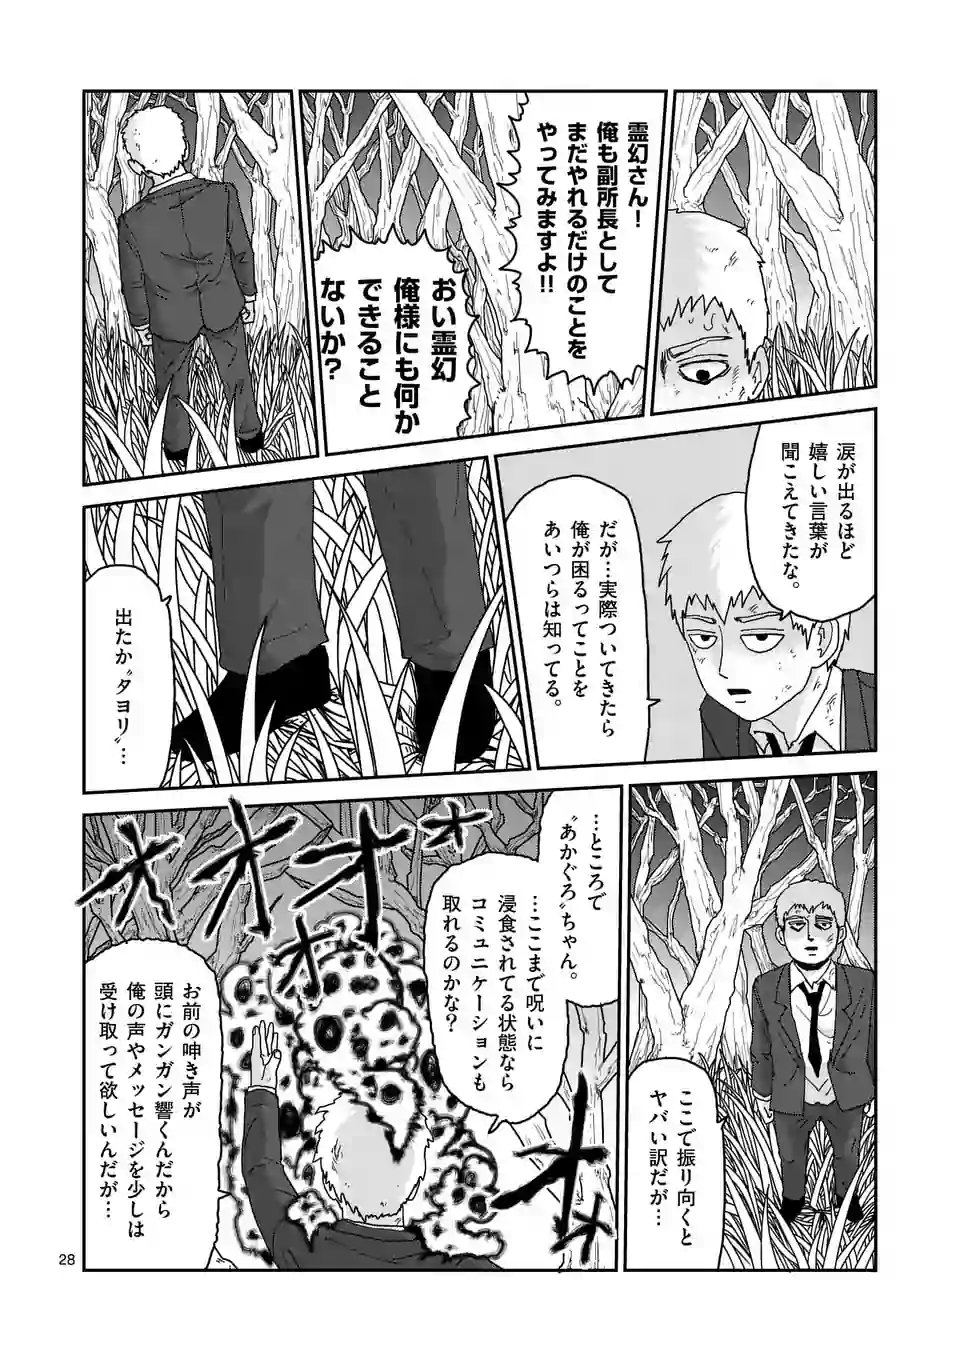 霊幻さん！
俺も副所長として
まだやれるだけのことを
やってみますよ!!
おい霊幻
俺様にも何か
できること
ないか？
涙が出るほど
嬉しい言葉が
聞こえてきたな。
だが…実際ついてきたら
俺が困るってことを
あいつらは知ってる。
出たか〝タヨリ〟…
ここで振り向くと
ヤバい訳だが…
…ところで
〝あかぐろ〟ちゃん。
…ここまで呪いに
浸食されてる状態なら
コミュニケーションも
取れるのかな？
オオオォ
オ
オォ
お前の呻き声が
頭にガンガン響くんだから
俺の声やメッセージを少しは
受け取って欲しいんだが…
28